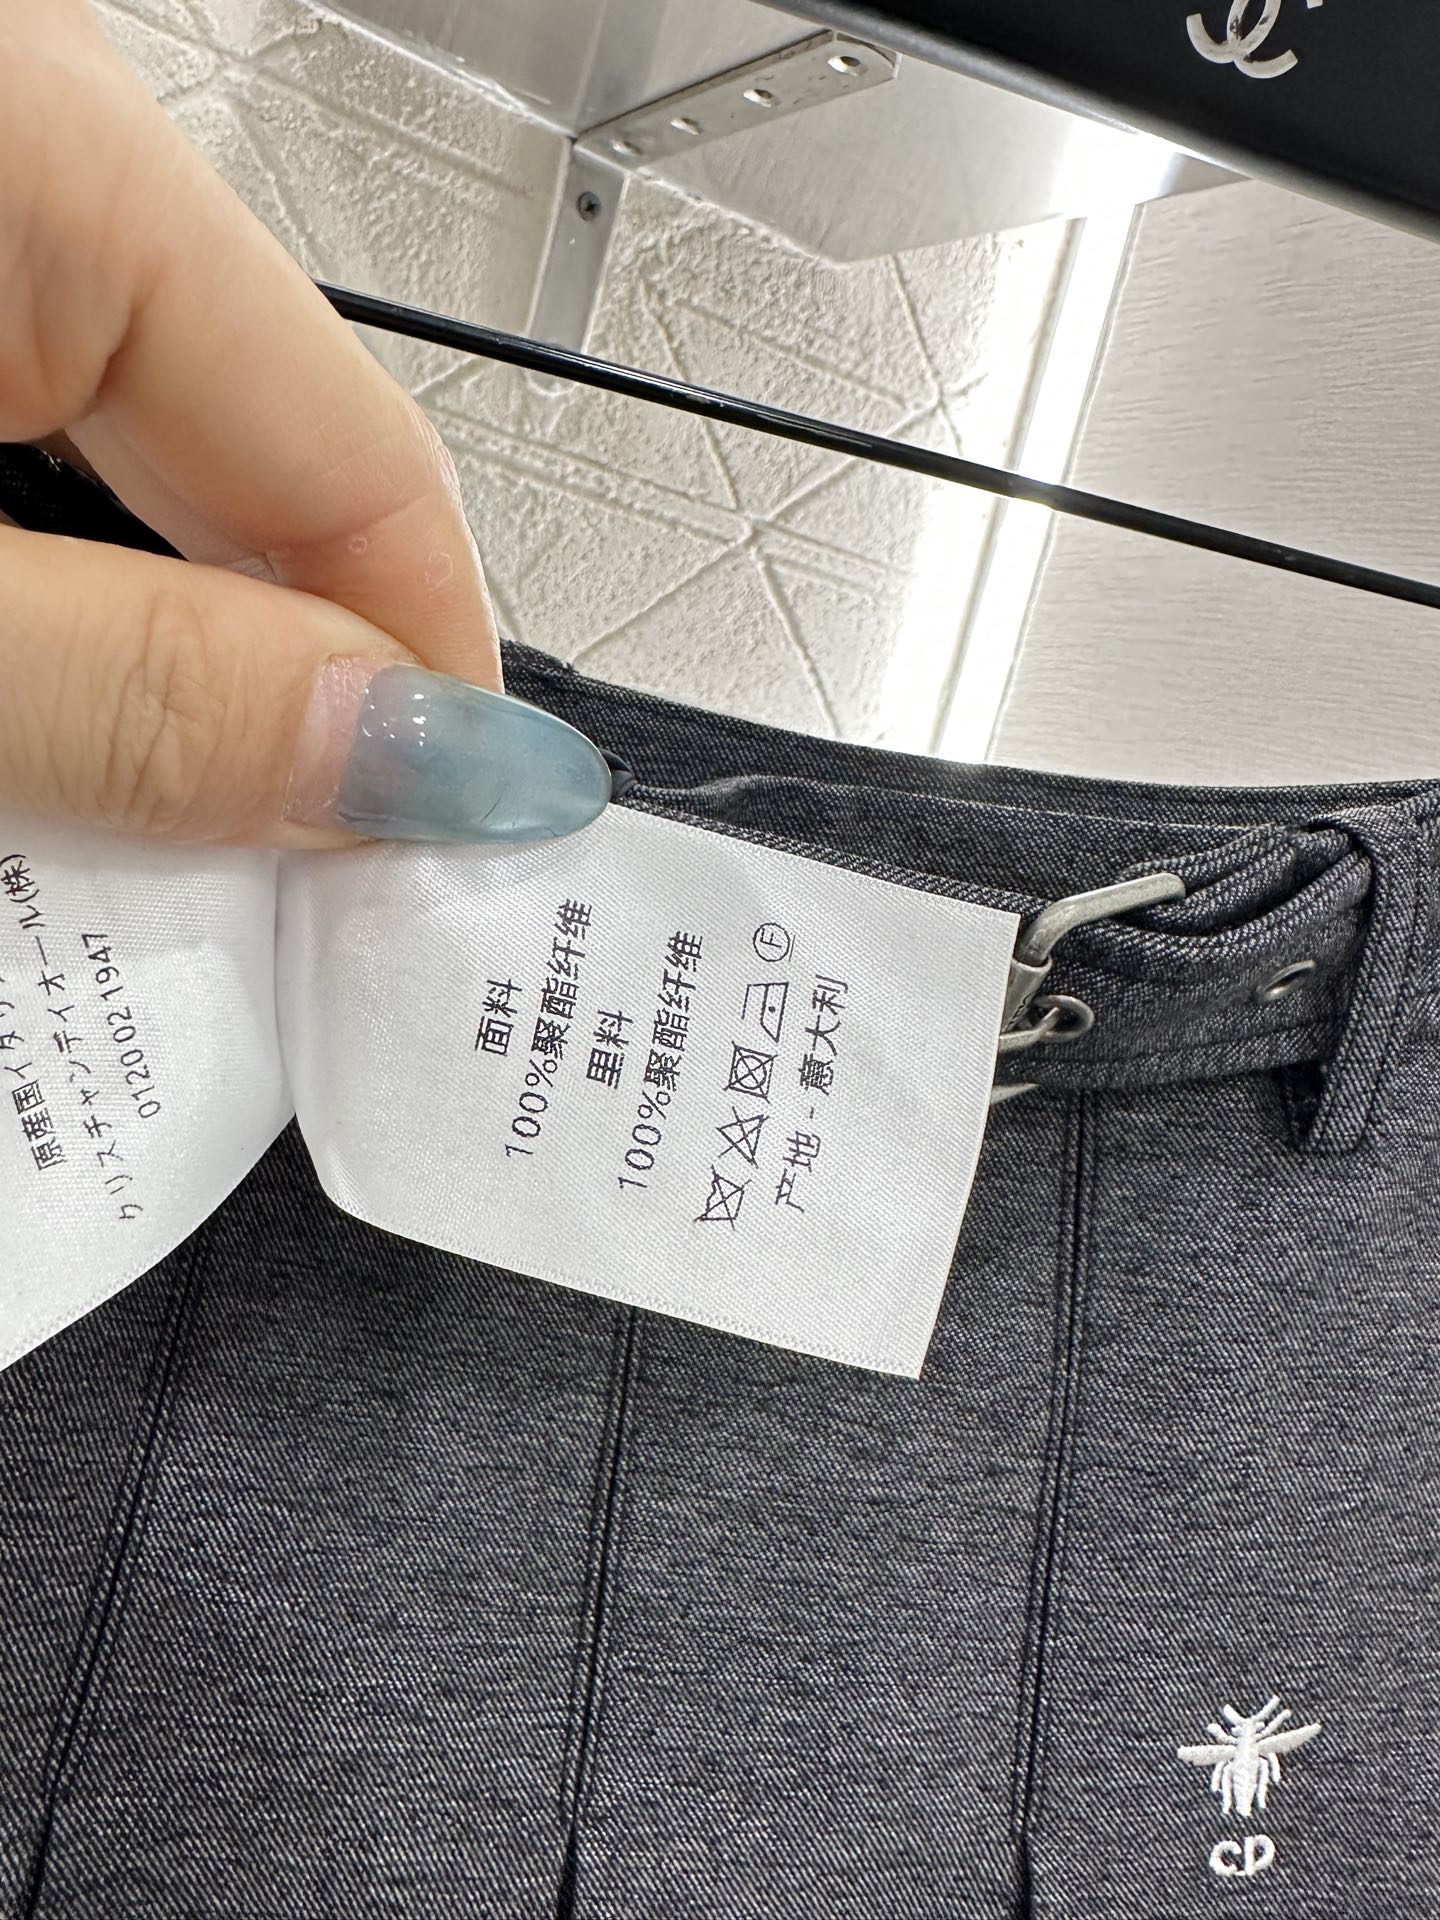 原産国イタリア
クリスチャンディオール(株)
0120021947
面料
100%聚酯纤维
里料
100%聚酯纤维
F
产地 - 意大利
CD